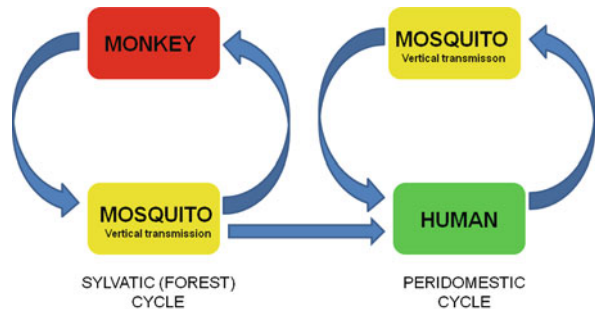 MONKEY
MOSQUITO
Vertical transmission
SYLVATIC (FOREST)
CYCLE
MOSQUITO
Vertical transmisson
HUMAN
PERIDOMESTIC
CYCLE